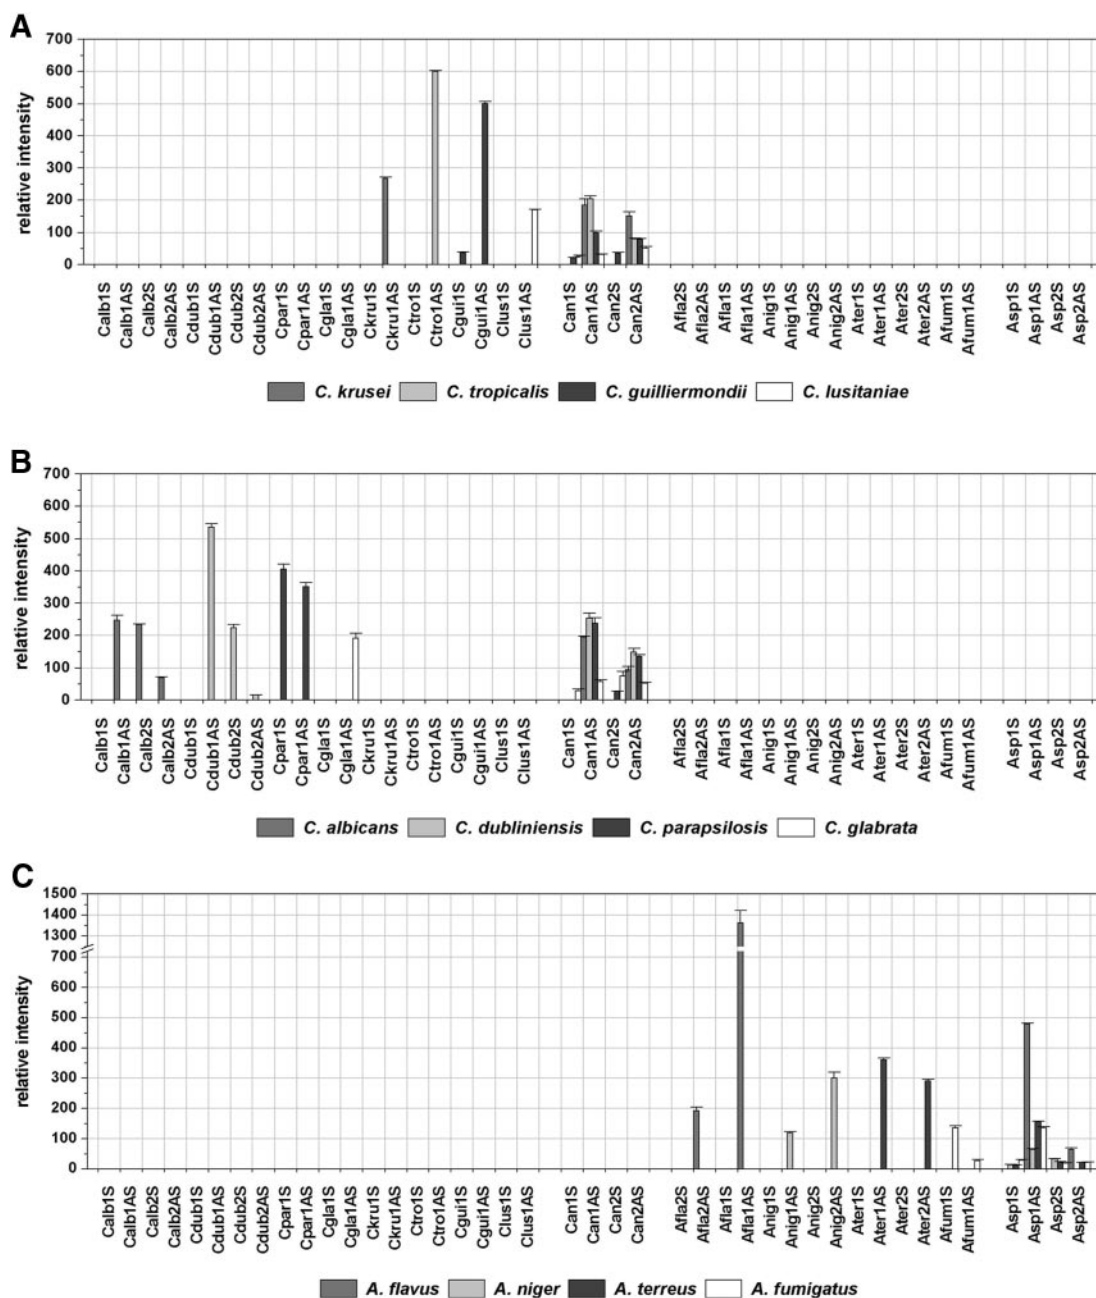 A
700
600
500
400
300
200
100
0
relative intensity
Calb1S Calb1AS Calb2S Calb2AS Cdub1S Cdub1AS Cdub2S Cdub2AS Cpar1S Cpar1AS Cgla1S Cgla1AS Ckru1S Ckru1AS Ctro1S Ctro1AS Cgui1S Cgui1AS Clus1S Clus1AS Can1S Can1AS Can2S Can2AS Afla2S Afla2AS Afla1S Afla1AS Anig1S Anig1AS Anig2S Anig2AS Ater1S Ater1AS Ater2S Ater2AS Afum1S Afum1AS Asp1S Asp1AS Asp2S Asp2AS
C. krusei C. tropicalis C. guilliermondii C. lusitaniae
B
700
600
500
400
300
200
100
0
relative intensity
Calb1S Calb1AS Calb2S Calb2AS Cdub1S Cdub1AS Cdub2S Cdub2AS Cpar1S Cpar1AS Cgla1S Cgla1AS Ckru1S Ckru1AS Ctro1S Ctro1AS Cgui1S Cgui1AS Clus1S Clus1AS Can1S Can1AS Can2S Can2AS Afla2S Afla2AS Afla1S Afla1AS Anig1S Anig1AS Anig2S Anig2AS Ater1S Ater1AS Ater2S Ater2AS Afum1S Afum1AS Asp1S Asp1AS Asp2S Asp2AS
C. albicans C. dubliniensis C. parapsilosis C. glabrata
C
1500
1400
1300
700
600
500
400
300
200
100
0
relative intensity
Calb1S Calb1AS Calb2S Calb2AS Cdub1S Cdub1AS Cdub2S Cdub2AS Cpar1S Cpar1AS Cgla1S Cgla1AS Ckru1S Ckru1AS Ctro1S Ctro1AS Cgui1S Cgui1AS Clus1S Clus1AS Can1S Can1AS Can2S Can2AS Afla2S Afla2AS Afla1S Afla1AS Anig1S Anig1AS Anig2S Anig2AS Ater1S Ater1AS Ater2S Ater2AS Afum1S Afum1AS Asp1S Asp1AS Asp2S Asp2AS
A. flavus A. niger A. terreus A. fumigatus